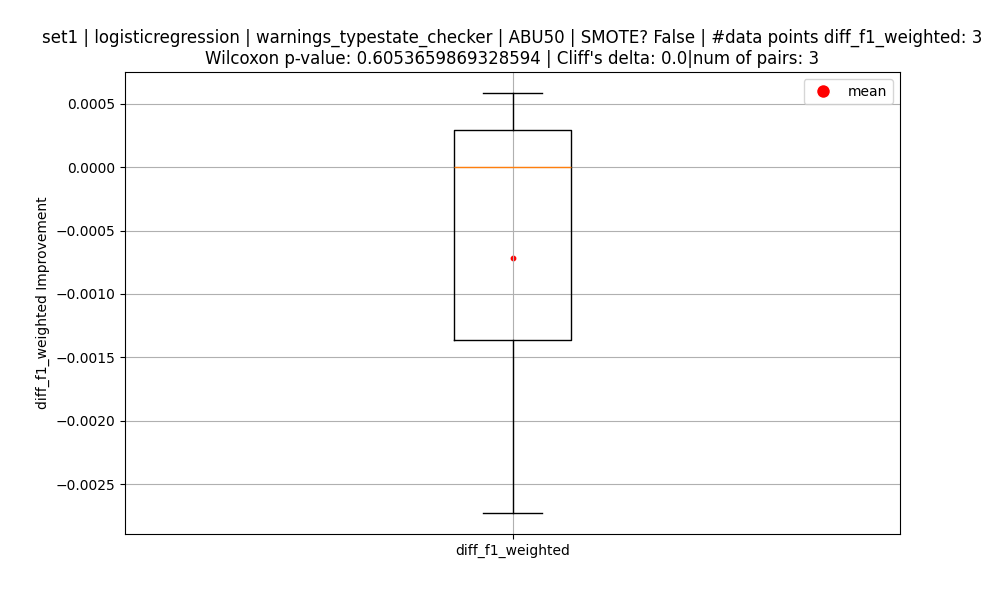 set1 | logisticregression | warnings_typestate_checker | ABU50 | SMOTE? False | #data points diff_f1_weighted: 3
Wilcoxon p-value: 0.6053659869328594 | Cliff's delta: 0.0|num of pairs: 3
mean
0.0005
0.0000
−0.0005
−0.0010
−0.0015
−0.0020
−0.0025
diff_f1_weighted Improvement
diff_f1_weighted